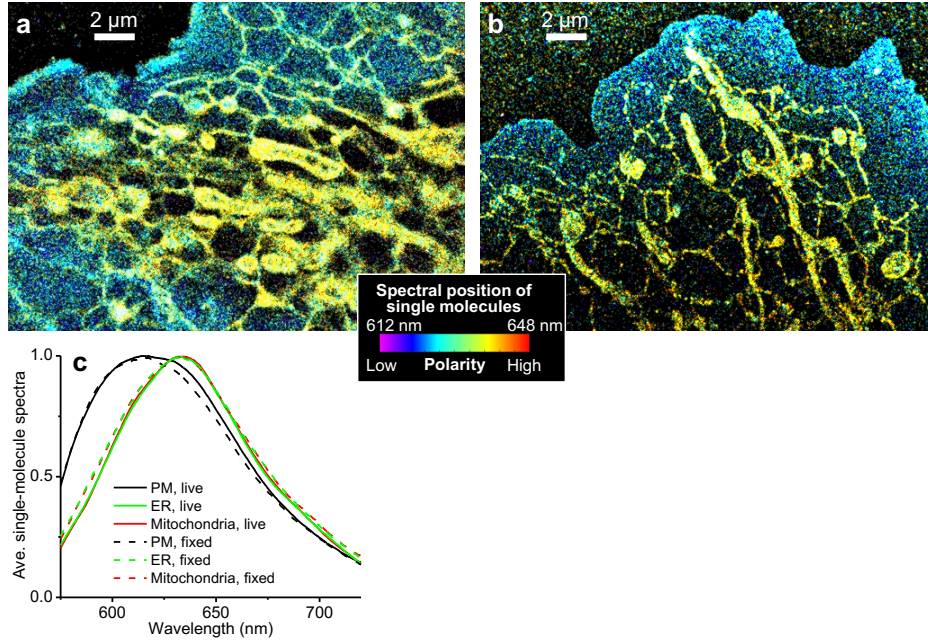 a
2 µm
b
2 µm
Spectral position of
single molecules
612 nm 648 nm
Low Polarity High
c
Ave. single-molecule spectra
1.0
0.5
0.0
PM, live
ER, live
Mitochondria, live
PM, fixed
ER, fixed
Mitochondria, fixed
600 650 700
Wavelength (nm)